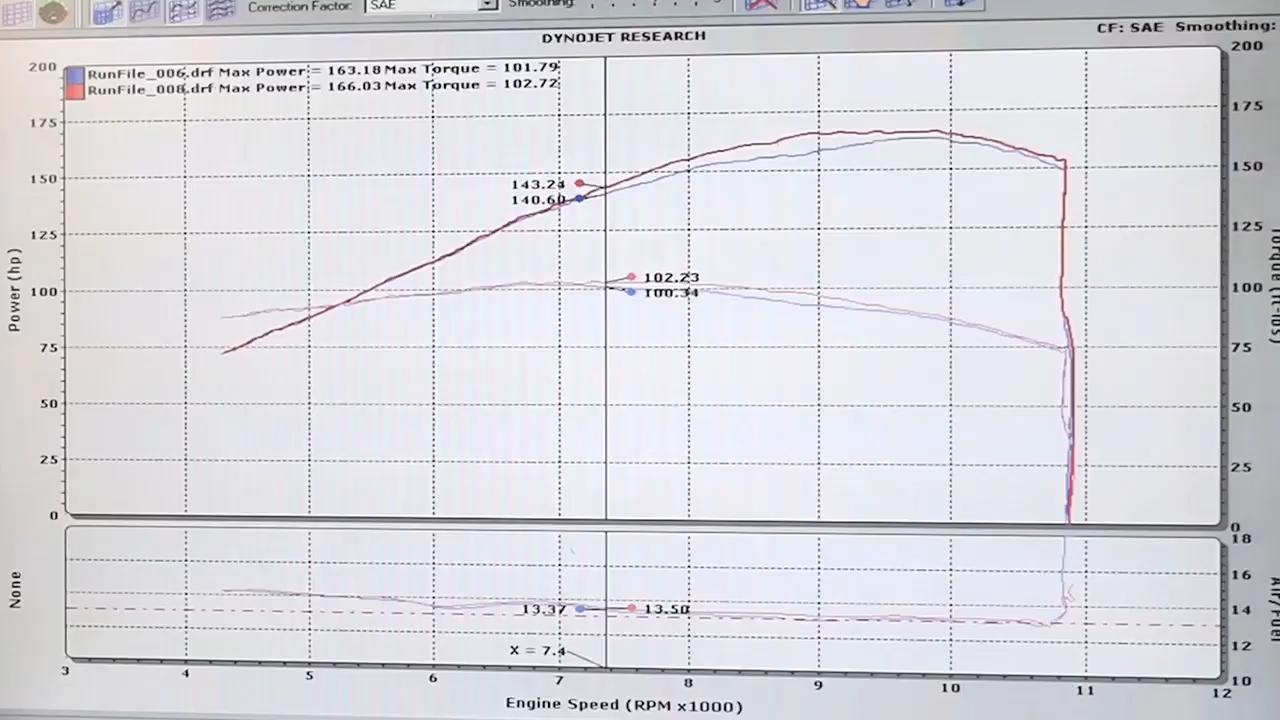 Correction Factor: SAE Smoothing:
DYNOJET RESEARCH
CF: SAE Smoothing:
RunFile_006.drf Max Power = 163.18 Max Torque = 101.79
RunFile_008.drf Max Power = 166.03 Max Torque = 102.72
200
175
150
125
100
75
50
25
0
Power (hp)
143.24
140.60
102.23
100.34
200
175
150
125
100
75
50
25
0
Torque (ft-lbs)
None
13.37
13.50
X = 7.4
18
16
14
12
10
Air/Fuel
3 4 5 6 7 8 9 10 11 12
Engine Speed (RPM x1000)